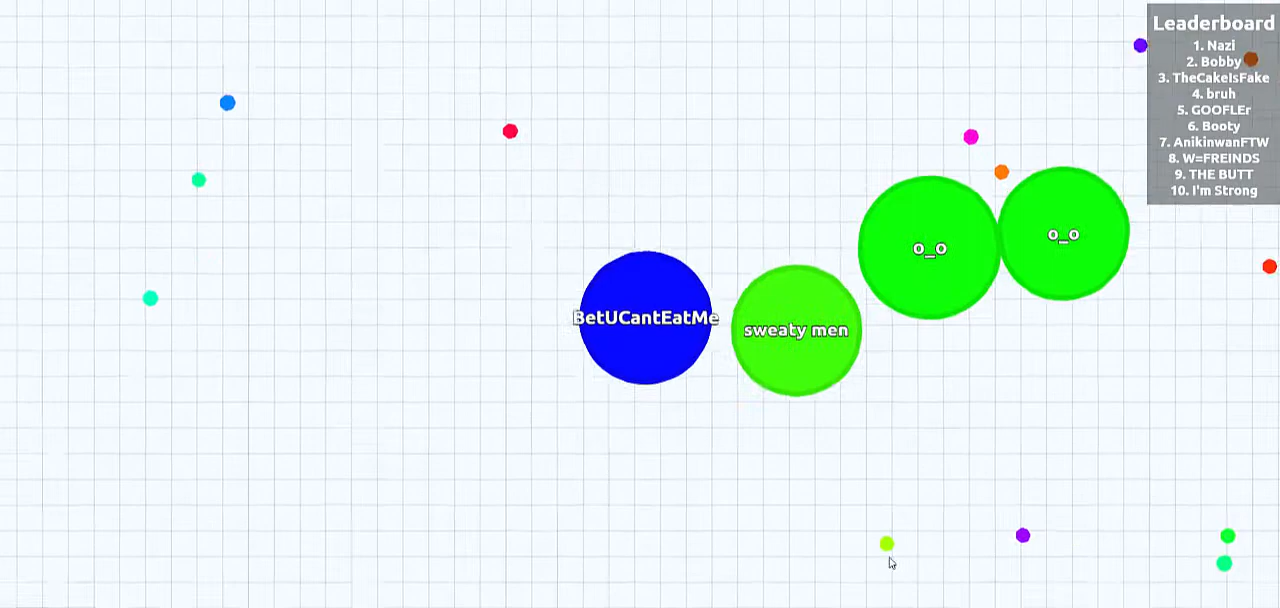 Leaderboard
1. Nazi
2. Bobby
3. TheCakeIsFake
4. bruh
5. GOOFLEr
6. Booty
7. AnikinwanFTW
8. W=FREINDS
9. THE BUTT
10. I'm Strong
o_o
o_o
BetUCantEatMe
sweaty men